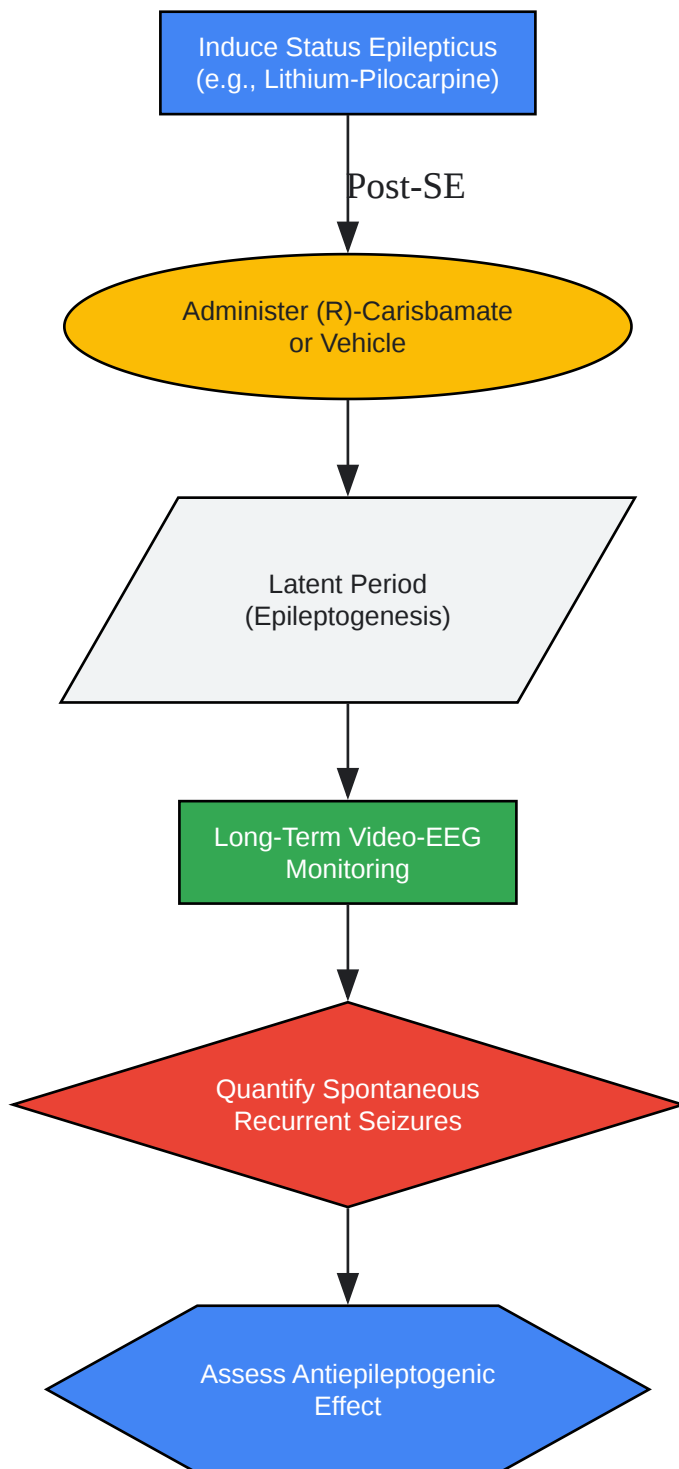 Induce Status Epilepticus
(e.g., Lithium-Pilocarpine)
Post-SE
Administer (R)-Carisbamate
or Vehicle
Latent Period
(Epileptogenesis)
Long-Term Video-EEG
Monitoring
Quantify Spontaneous
Recurrent Seizures
Assess Antiepileptogenic
Effect